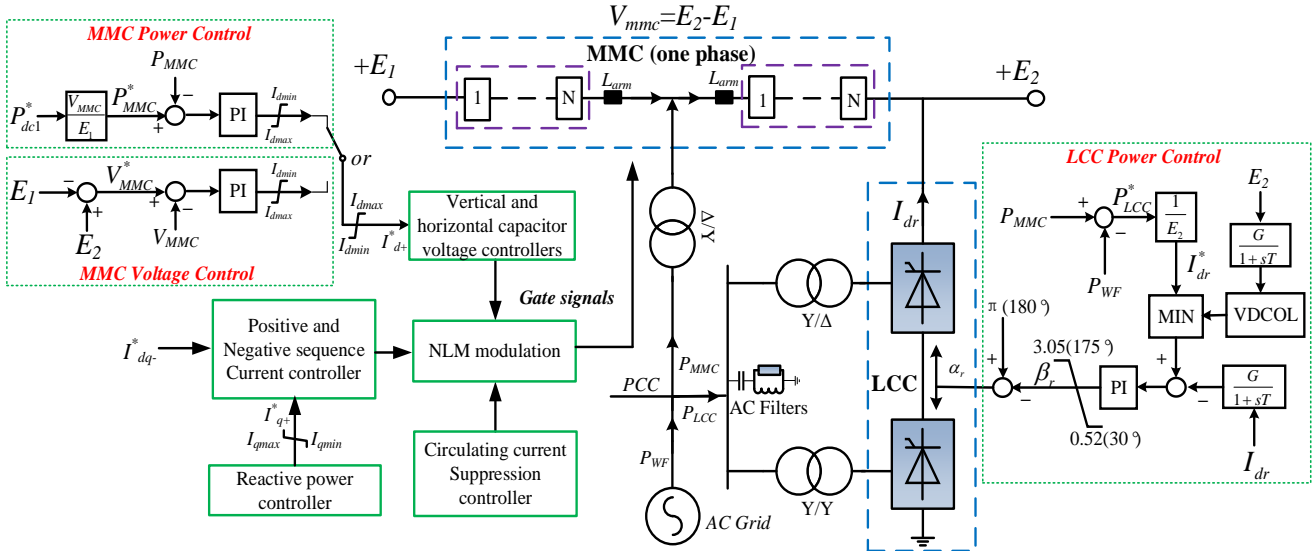 V_mmc=E_2-E_1
MMC Power Control
P_MMC
P*_dc1
V_MMC
E_1
P*_MMC
−
+
PI
I_dmin
I_dmax
or
E_1
−
+
E_2
V*_MMC
+
−
V_MMC
PI
I_dmin
I_dmax
MMC Voltage Control
I_dmax
I_dmin
I*_d+
Vertical and
horizontal capacitor
voltage controllers
Gate signals
I*_dq-
Positive and
Negative sequence
Current controller
NLM modulation
I*_q+
I_qmax
I_qmin
Reactive power
controller
Circulating current
Suppression
controller
MMC (one phase)
+E_1
1
N
L_arm
L_arm
1
N
+E_2
Δ/Y
PCC
P_MMC
P_LCC
P_WF
AC Grid
AC Filters
Y/Δ
Y/Y
I_dr
LCC
α_r
LCC Power Control
P_MMC
+
−
P_WF
P*_LCC
1
E_2
I*_dr
E_2
G
1+sT
VDCOL
MIN
π(180°)
+
−
3.05(175°)
β_r
0.52(30°)
PI
+
−
G
1+sT
I_dr